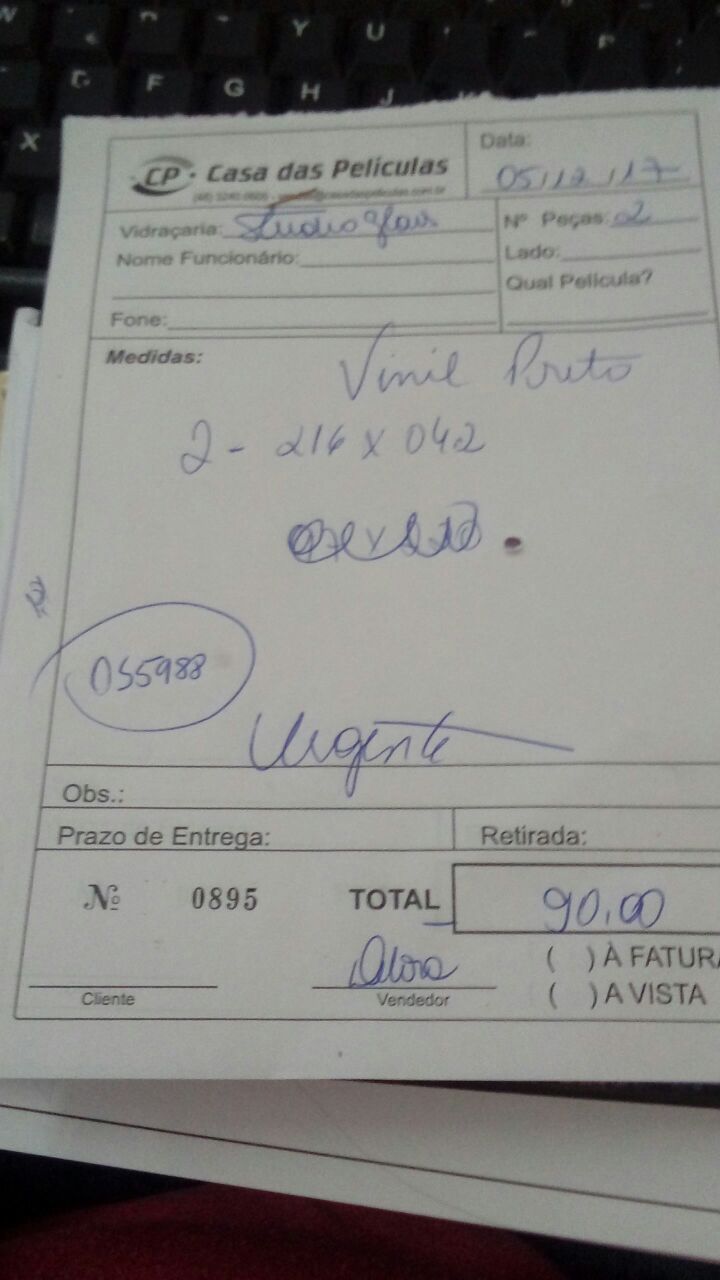 CP · Casa das Películas
Data:
05/12/17
Vidraçaria: Studio glass
Nº Peças: 2
Nome Funcionário:
Lado:
Qual Película?
Fone:
Medidas:
Vinil Preto
2 - 216 x 042
055988
Urgente
Obs.:
Prazo de Entrega:
Retirada:
Nº 0895
TOTAL 90,00
( ) À FATURA
Cliente
Vendedor
( ) A VISTA